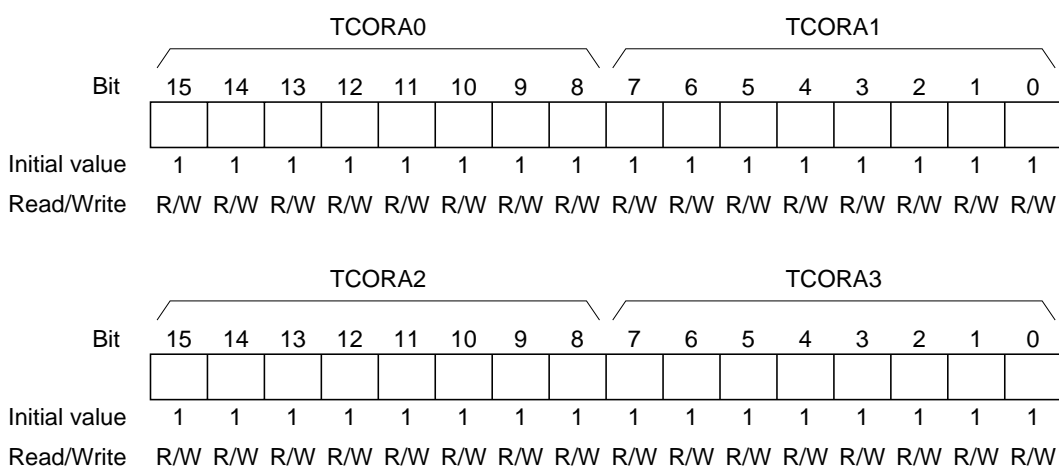 TCORA0 TCORA1
Bit 15 14 13 12 11 10 9 8 7 6 5 4 3 2 1 0
Initial value 1 1 1 1 1 1 1 1 1 1 1 1 1 1 1 1
Read/Write R/W R/W R/W R/W R/W R/W R/W R/W R/W R/W R/W R/W R/W R/W R/W R/W
TCORA2 TCORA3
Bit 15 14 13 12 11 10 9 8 7 6 5 4 3 2 1 0
Initial value 1 1 1 1 1 1 1 1 1 1 1 1 1 1 1 1
Read/Write R/W R/W R/W R/W R/W R/W R/W R/W R/W R/W R/W R/W R/W R/W R/W R/W